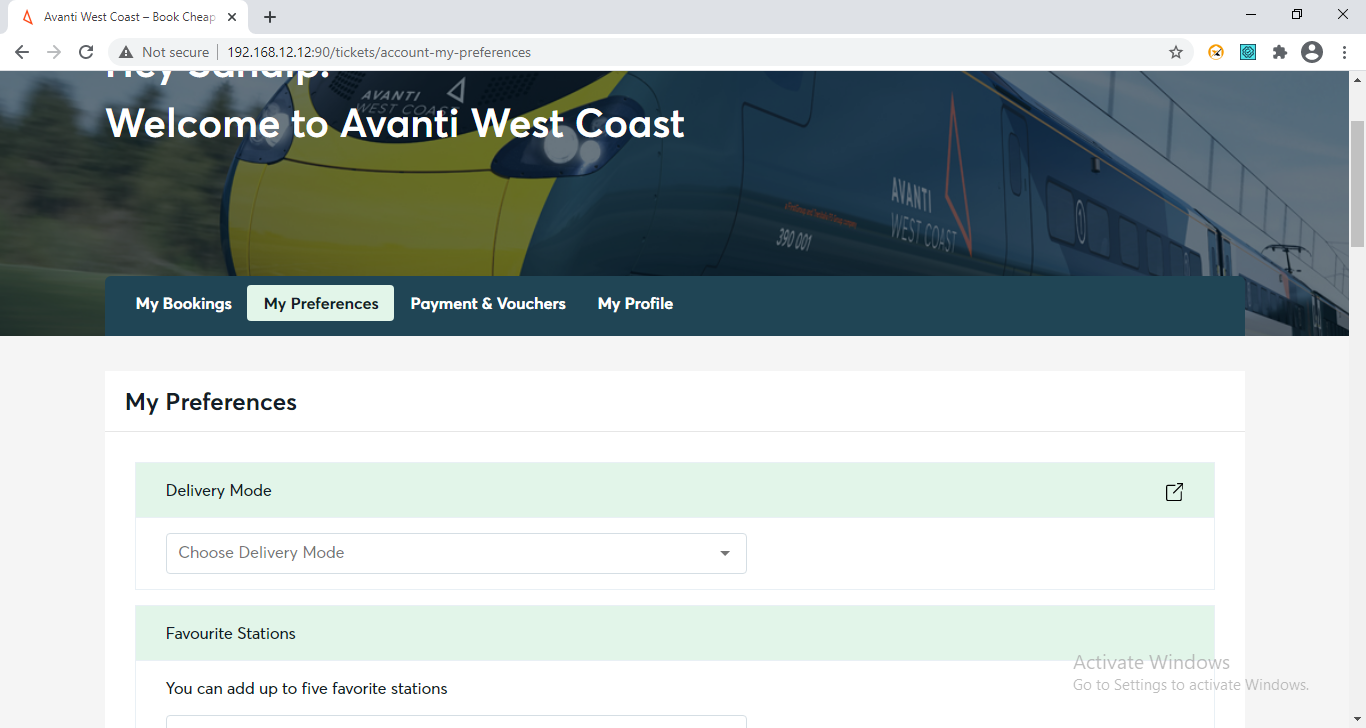 Avanti West Coast – Book Cheap
Not secure
192.168.12.12:90/tickets/account-my-preferences
Welcome to Avanti West Coast
AVANTI
WEST COAST
AVANTI
WEST COAST
390 001
My Bookings
My Preferences
Payment & Vouchers
My Profile
My Preferences
Delivery Mode
Choose Delivery Mode
Favourite Stations
You can add up to five favorite stations
Activate Windows
Go to Settings to activate Windows.